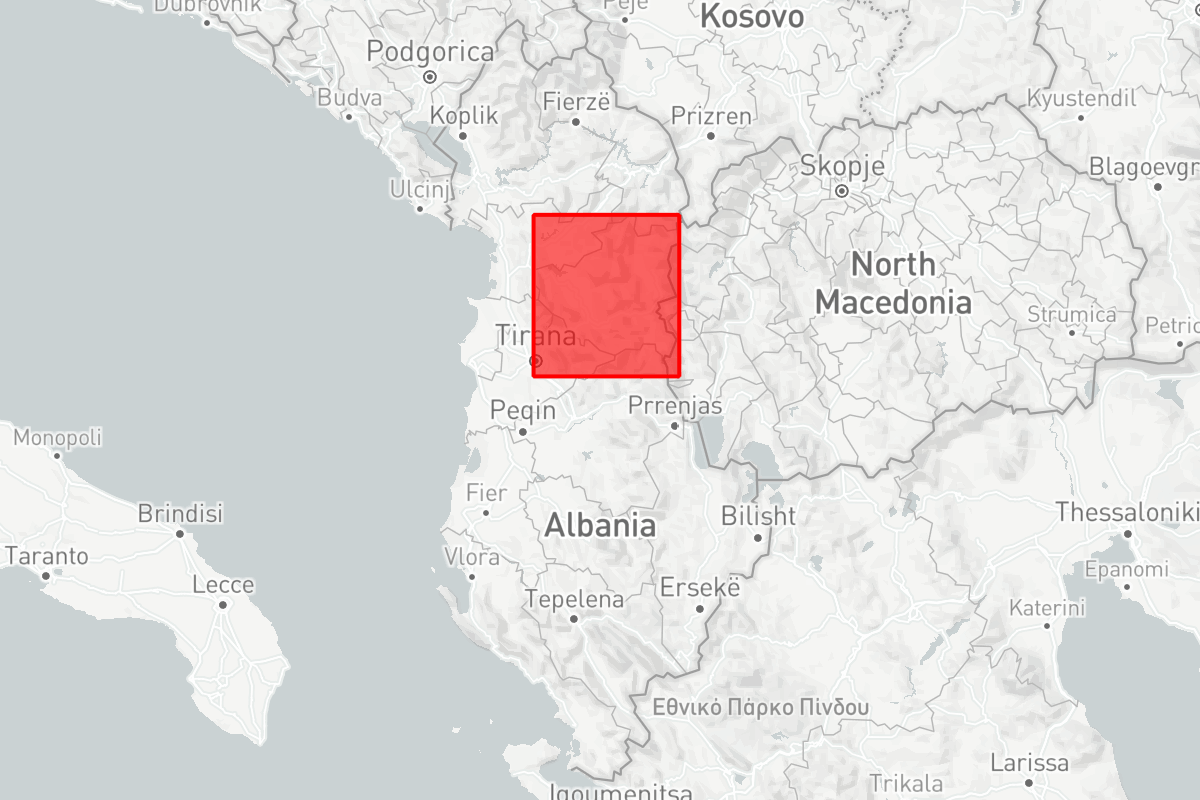 Dubrovnik
Peje
Kosovo
Podgorica
Budva
Koplik
Fierzë
Prizren
Kyustendil
Skopje
Blagoevgr
Ulcinj
North
Macedonia
Strumica
Petric
Tirana
Peqin
Prrenjas
Monopoli
Fier
Albania
Bilisht
Brindisi
Thessaloniki
Taranto
Vlora
Epanomi
Lecce
Tepelena
Ersekë
Katerini
Εθνικό Πάρκο Πίνδου
Larissa
Trikala
Igoumenitsa